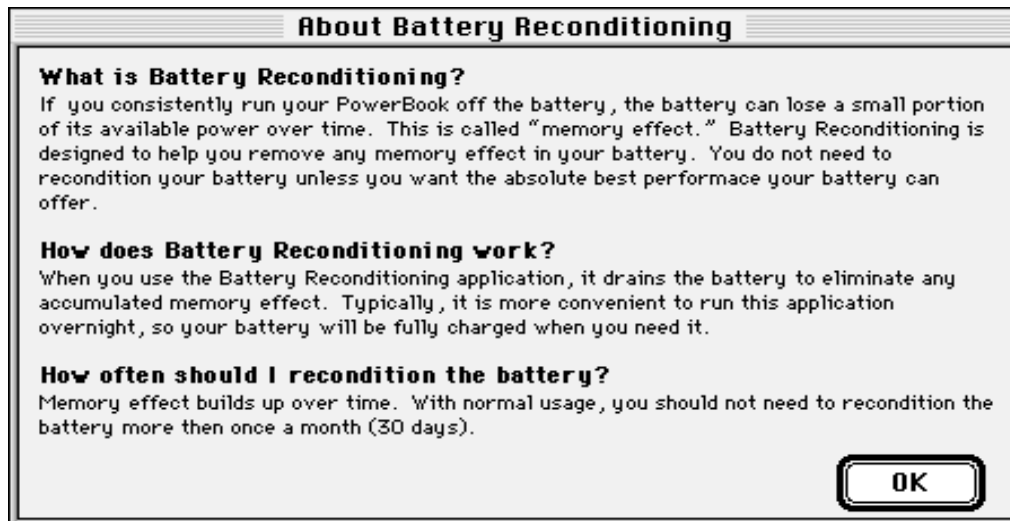 About Battery Reconditioning
What is Battery Reconditioning?
If you consistently run your PowerBook off the battery, the battery can lose a small portion
of its available power over time. This is called "memory effect." Battery Reconditioning is
designed to help you remove any memory effect in your battery. You do not need to
recondition your battery unless you want the absolute best performace your battery can
offer.
How does Battery Reconditioning work?
When you use the Battery Reconditioning application, it drains the battery to eliminate any
accumulated memory effect. Typically, it is more convenient to run this application
overnight, so your battery will be fully charged when you need it.
How often should I recondition the battery?
Memory effect builds up over time. With normal usage, you should not need to recondition the
battery more then once a month (30 days).
OK